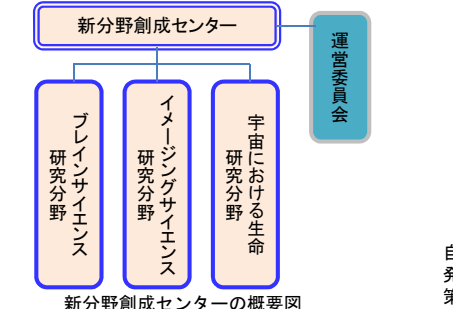 新分野創成センター
運営委員会
ブレインサイエンス
研究分野
イメージングサイエンス
研究分野
宇宙における生命
研究分野
新分野創成センターの概要図
自
発
策